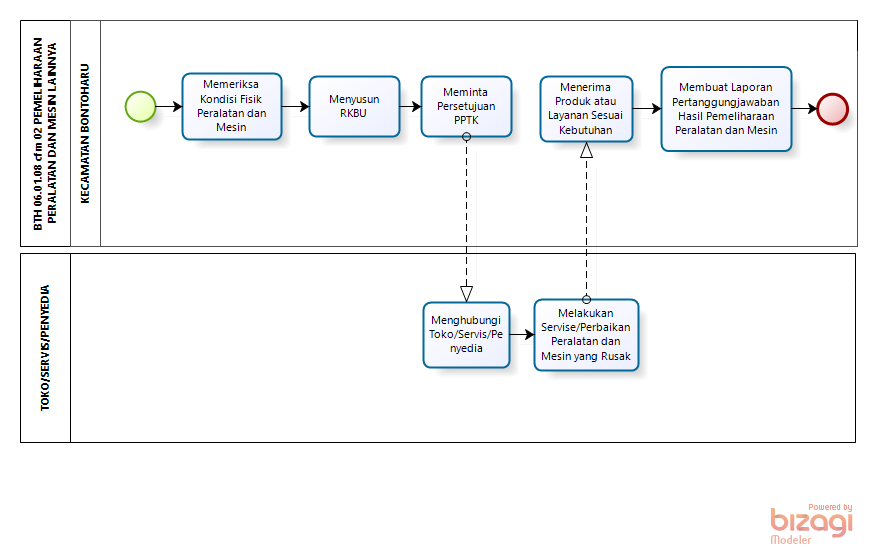 BTH 06.01.08 cfm 02 PEMELIHARAAN
PERALATAN DAN MESIN LAINNYA
KECAMATAN BONTOHARU
Memeriksa
Kondisi Fisik
Peralatan dan
Mesin
Menyusun
RKBU
Meminta
Persetujuan
PPTK
Menerima
Produk atau
Layanan Sesuai
Kebutuhan
Membuat Laporan
Pertanggungjawaban
Hasil Pemeliharaan
Peralatan dan Mesin
TOKO/SERVIS/PENYEDIA
Menghubungi
Toko/Servis/Pe
nyedia
Melakukan
Servise/Perbaikan
Peralatan dan
Mesin yang Rusak
Powered by
bizagi
Modeler